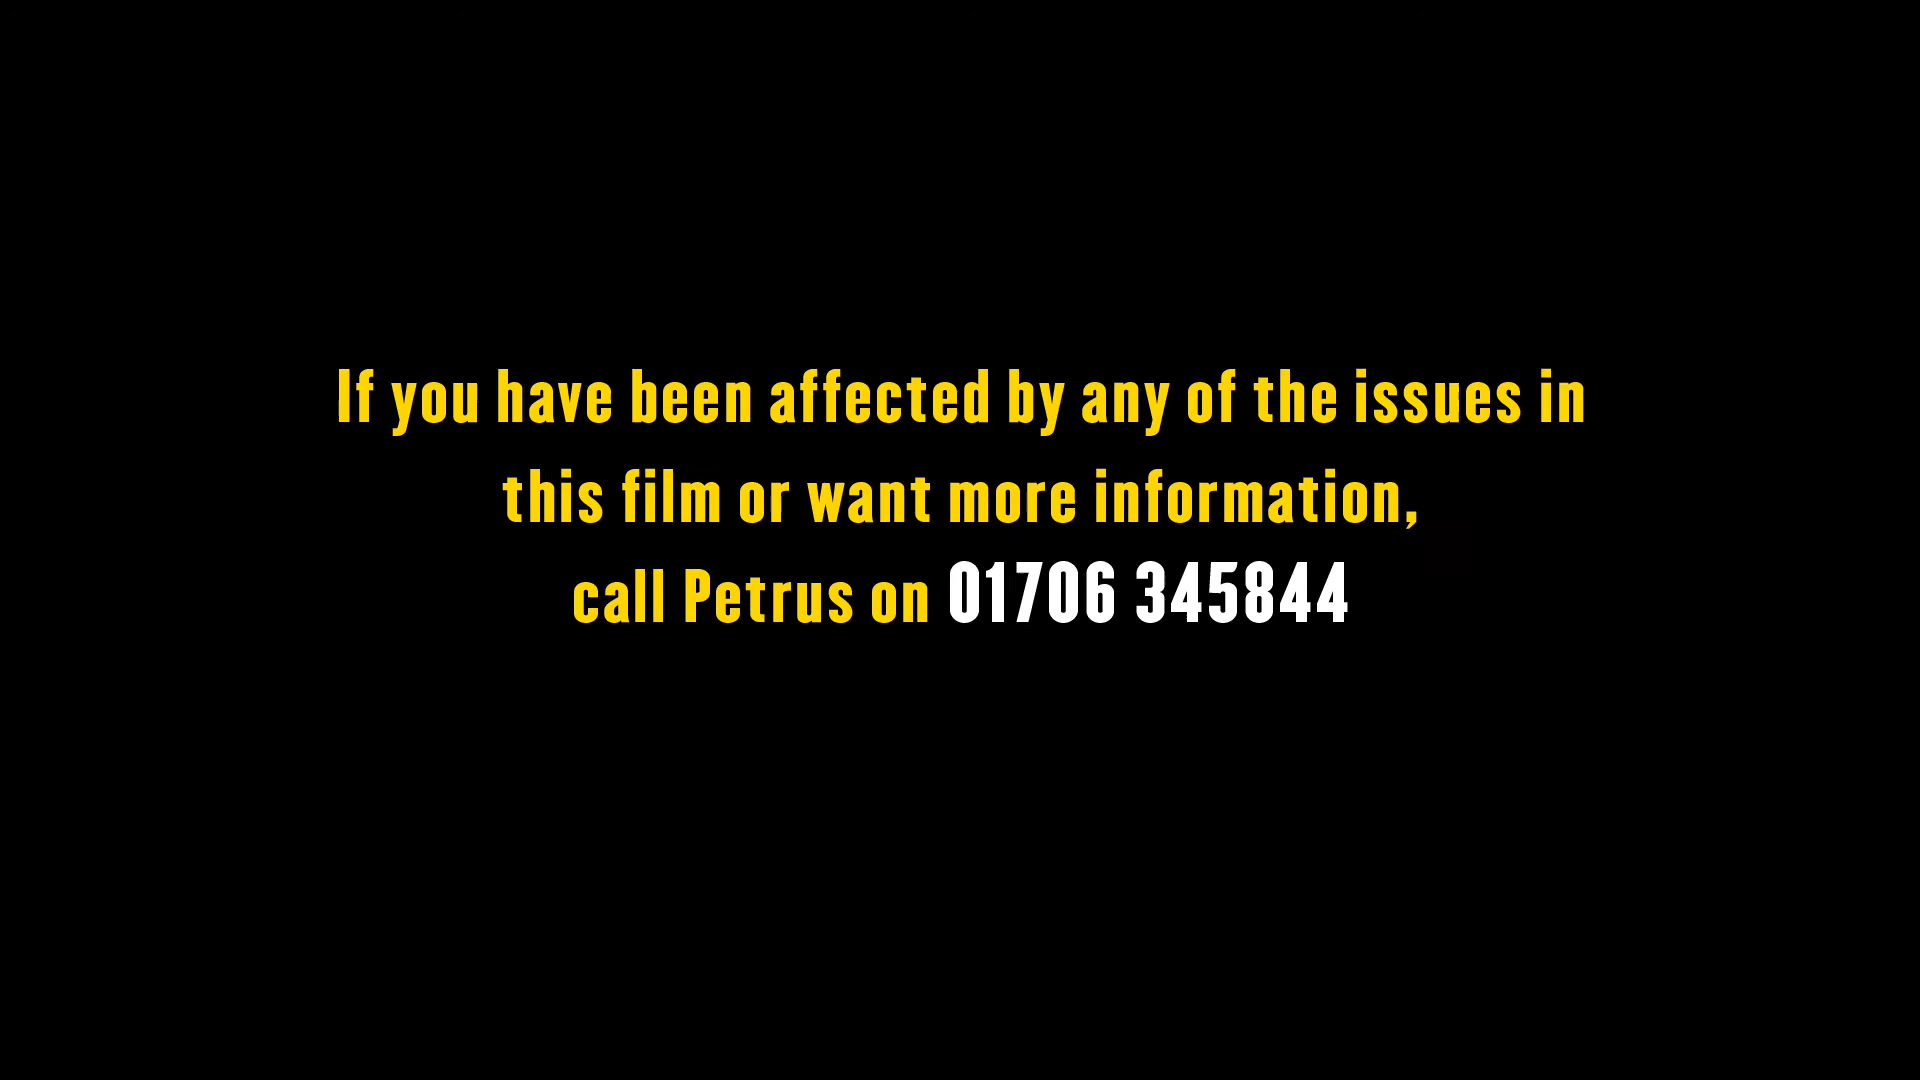 If you have been affected by any of the issues in
this film or want more information,
call Petrus on 01706 345844